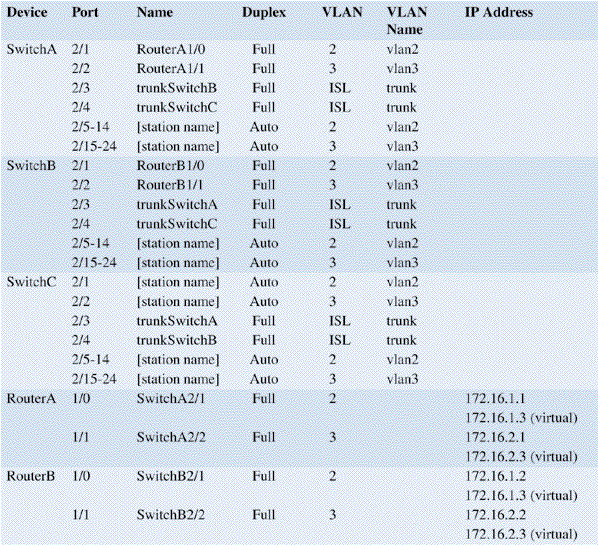 Device Port Name Duplex VLAN VLAN Name IP Address
SwitchA 2/1 RouterA1/0 Full 2 vlan2
2/2 RouterA1/1 Full 3 vlan3
2/3 trunkSwitchB Full ISL trunk
2/4 trunkSwitchC Full ISL trunk
2/5-14 [station name] Auto 2 vlan2
2/15-24 [station name] Auto 3 vlan3
SwitchB 2/1 RouterB1/0 Full 2 vlan2
2/2 RouterB1/1 Full 3 vlan3
2/3 trunkSwitchA Full ISL trunk
2/4 trunkSwitchC Full ISL trunk
2/5-14 [station name] Auto 2 vlan2
2/15-24 [station name] Auto 3 vlan3
SwitchC 2/1 [station name] Auto 2 vlan2
2/2 [station name] Auto 3 vlan3
2/3 trunkSwitchA Full ISL trunk
2/4 trunkSwitchB Full ISL trunk
2/5-14 [station name] Auto 2 vlan2
2/15-24 [station name] Auto 3 vlan3
RouterA 1/0 SwitchA2/1 Full 2 172.16.1.1
172.16.1.3 (virtual)
1/1 SwitchA2/2 Full 3 172.16.2.1
172.16.2.3 (virtual)
RouterB 1/0 SwitchB2/1 Full 2 172.16.1.2
172.16.1.3 (virtual)
1/1 SwitchB2/2 Full 3 172.16.2.2
172.16.2.3 (virtual)